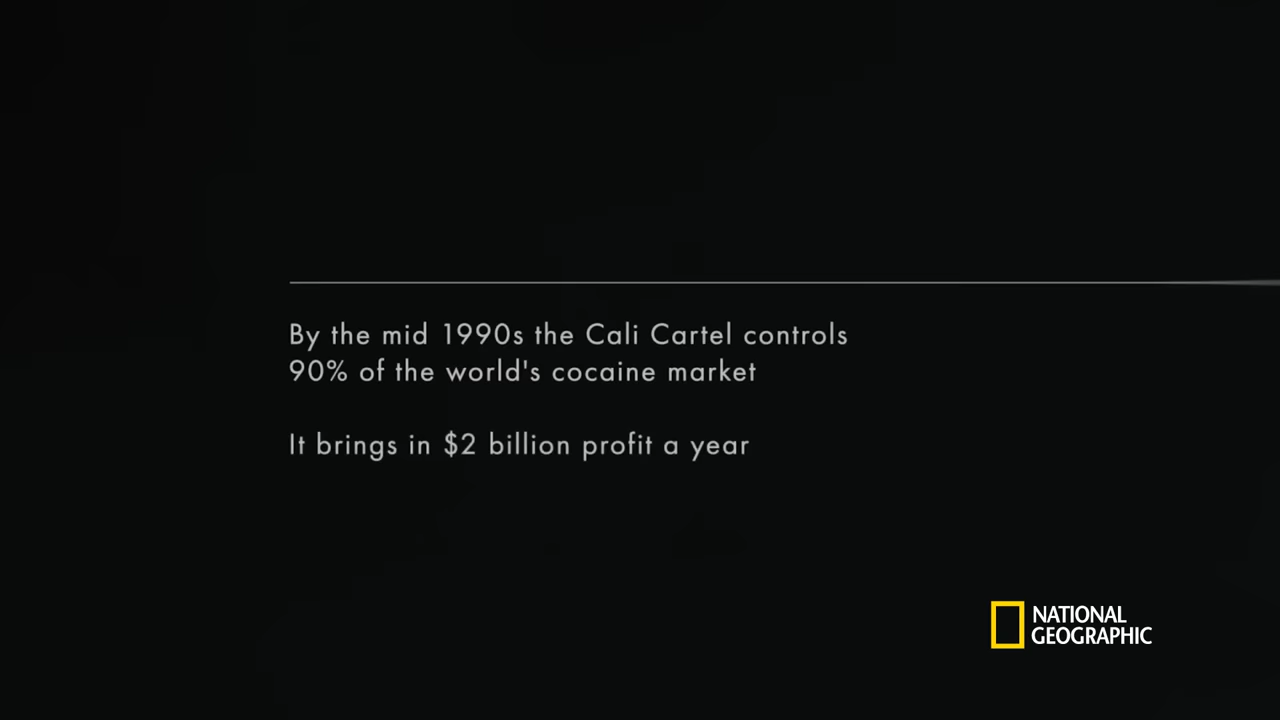 By the mid 1990s the Cali Cartel controls
90% of the world's cocaine market
It brings in $2 billion profit a year
NATIONAL
GEOGRAPHIC